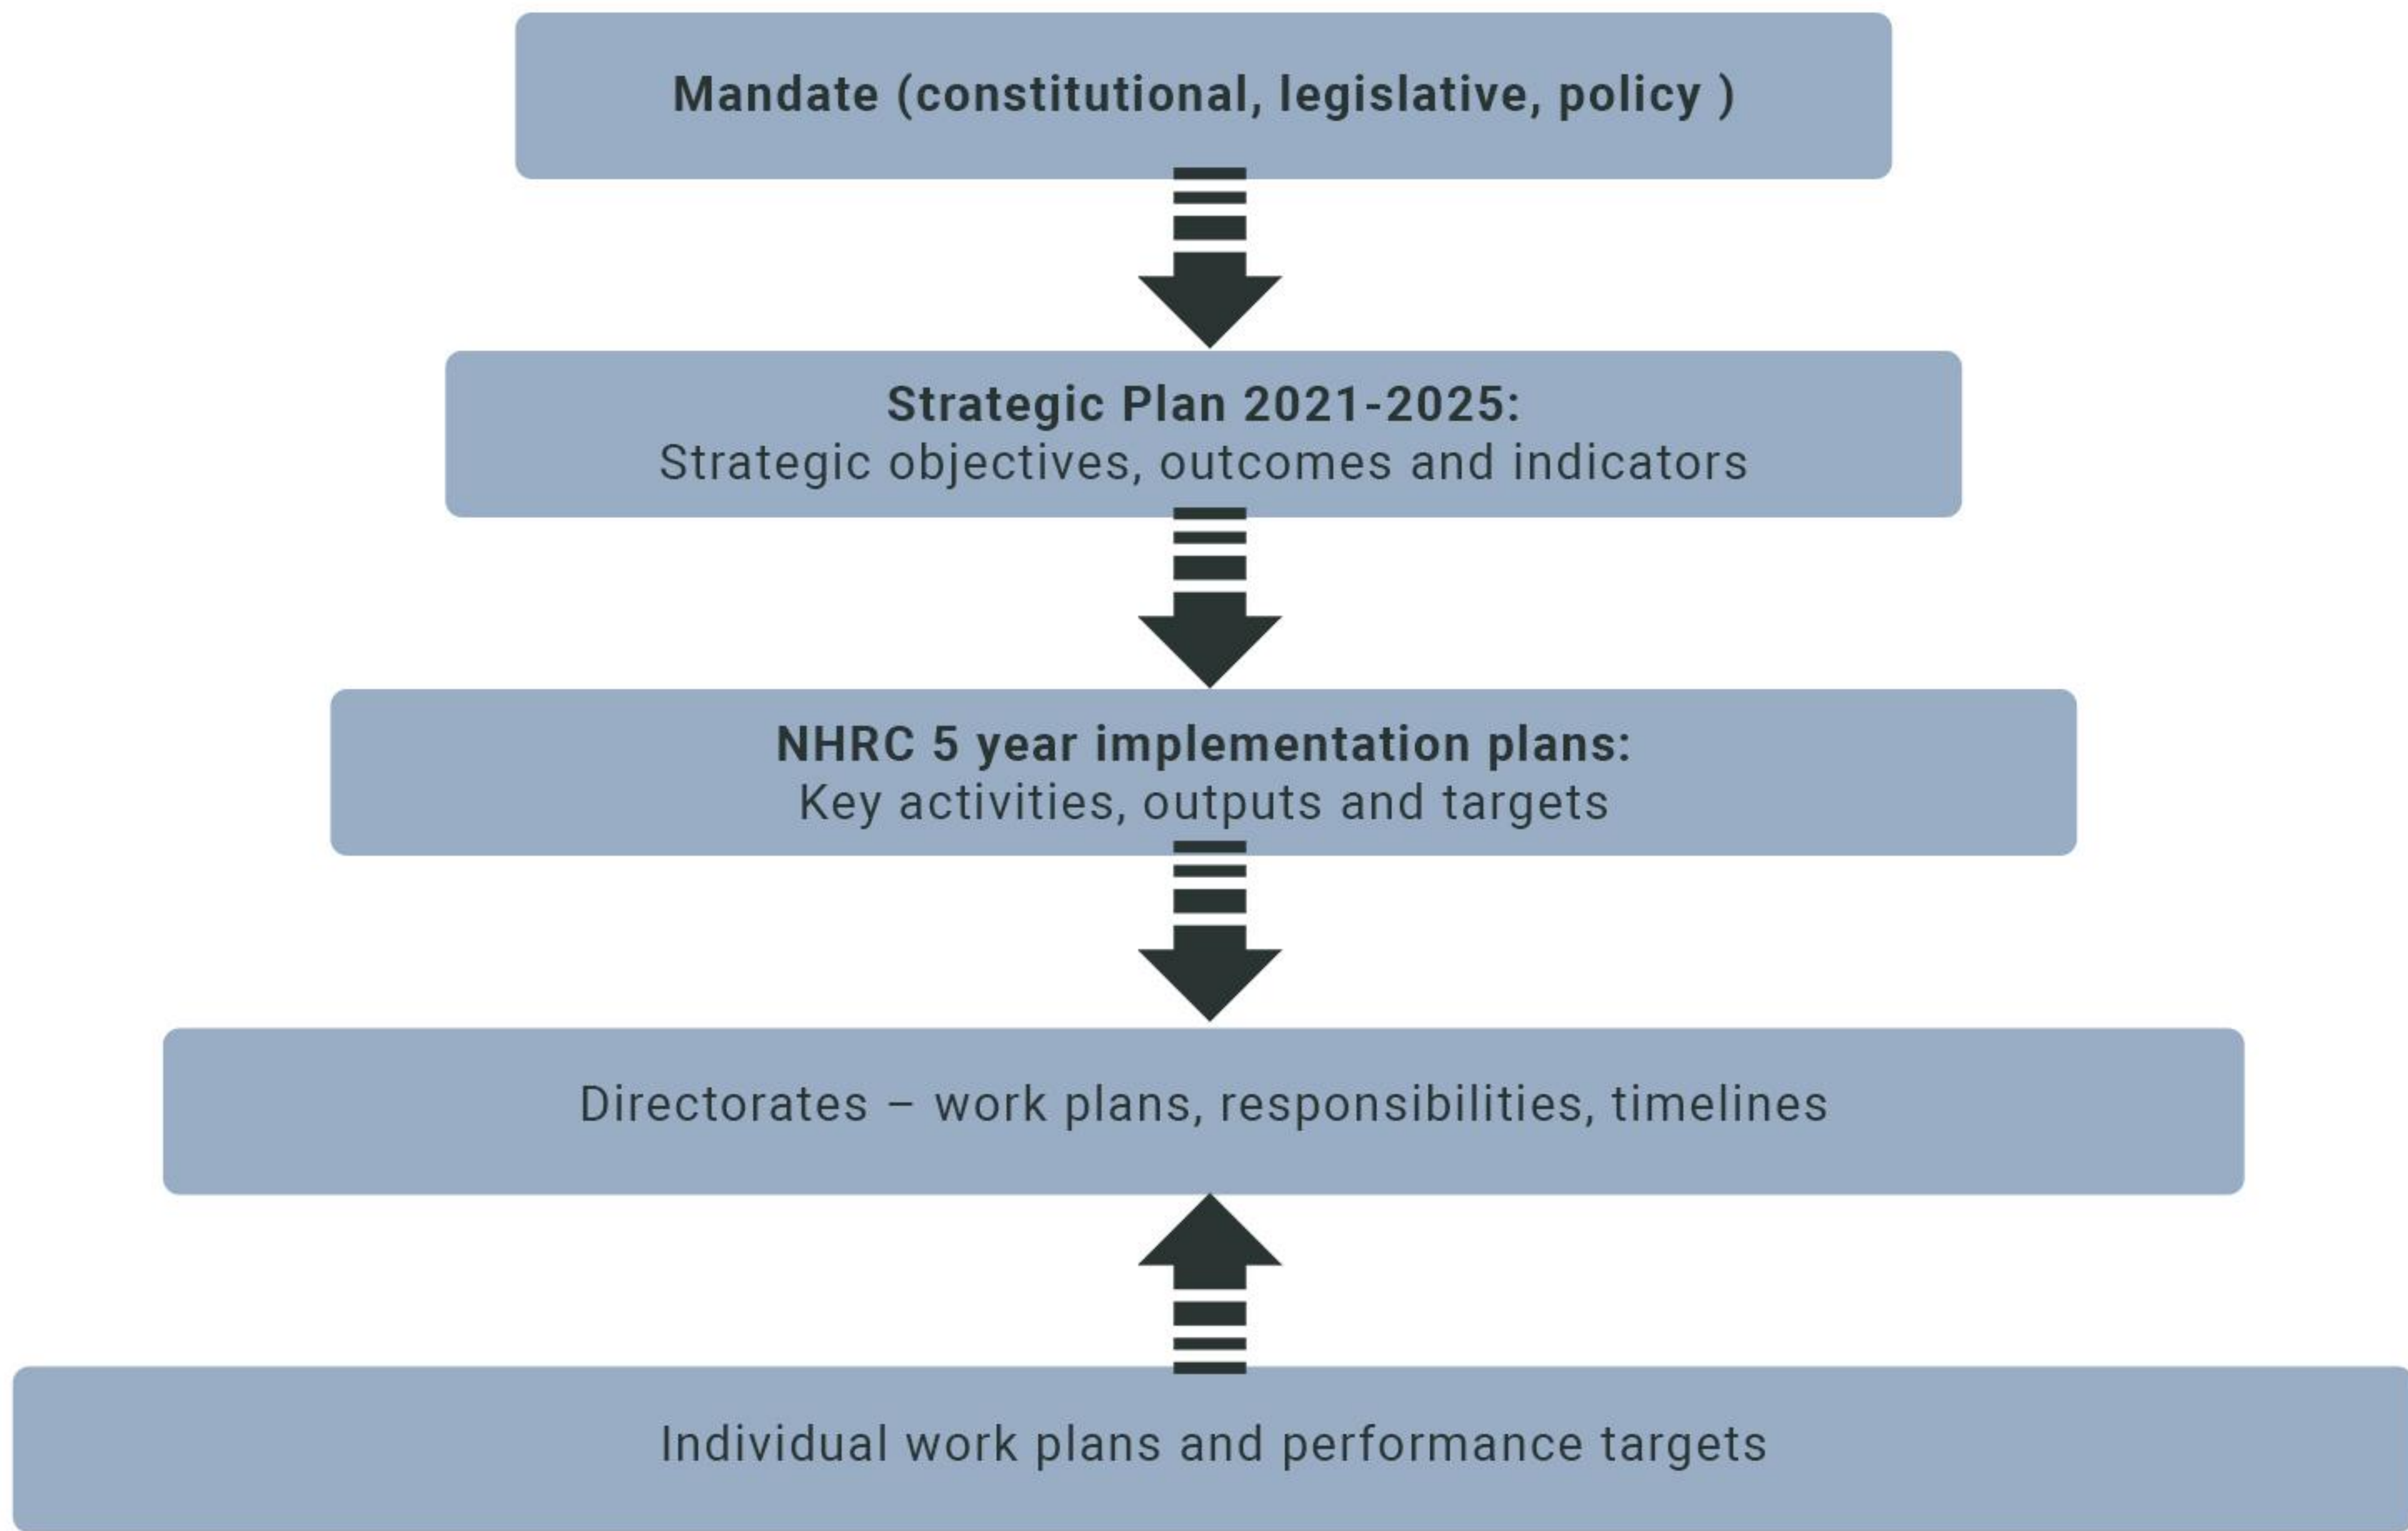 Mandate (constitutional, legislative, policy )
Strategic Plan 2021-2025:
Strategic objectives, outcomes and indicators
NHRC 5 year implementation plans:
Key activities, outputs and targets
Directorates – work plans, responsibilities, timelines
Individual work plans and performance targets